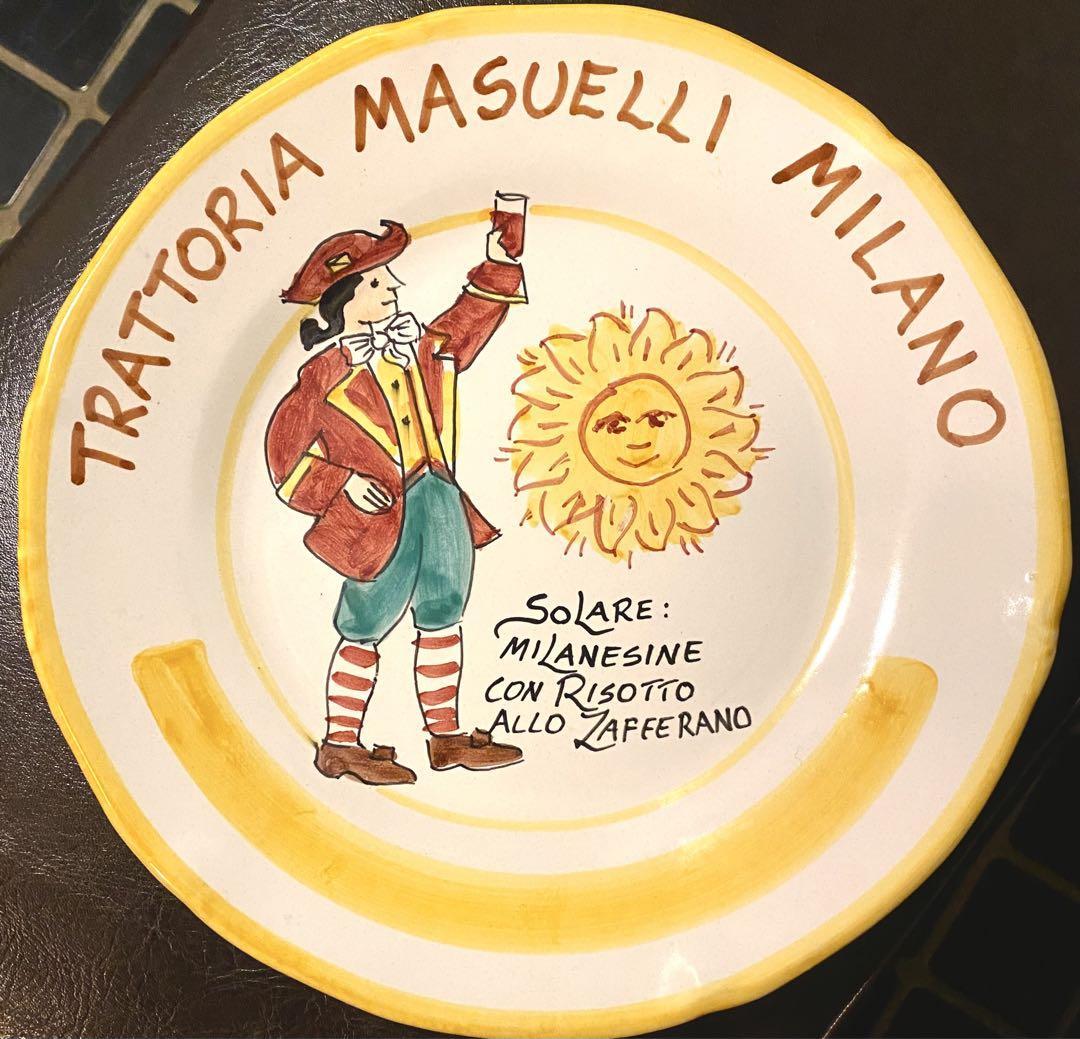 TRATTORIA MASUELLI MILANO
SOLARE:
MILANESINE
CON RISOTTO
ALLO ZAFFERANO